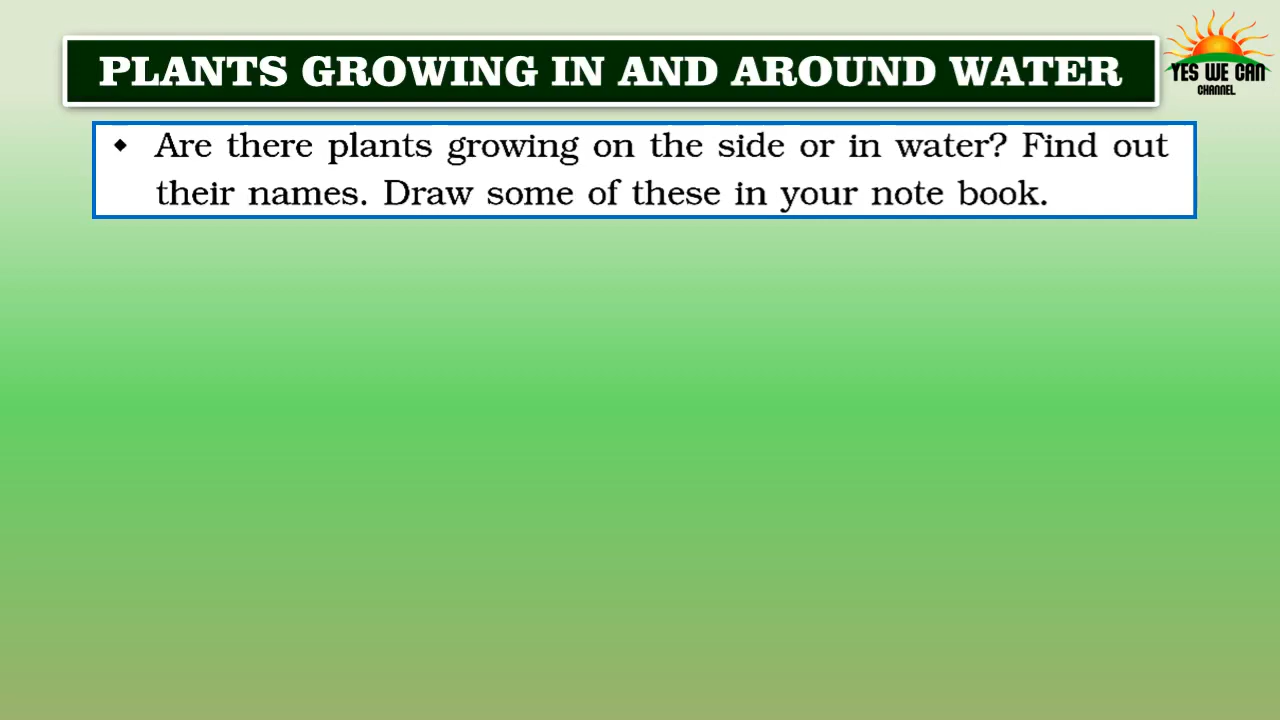 PLANTS GROWING IN AND AROUND WATER
YES WE CAN
CHANNEL
⬥ Are there plants growing on the side or in water? Find out
their names. Draw some of these in your note book.